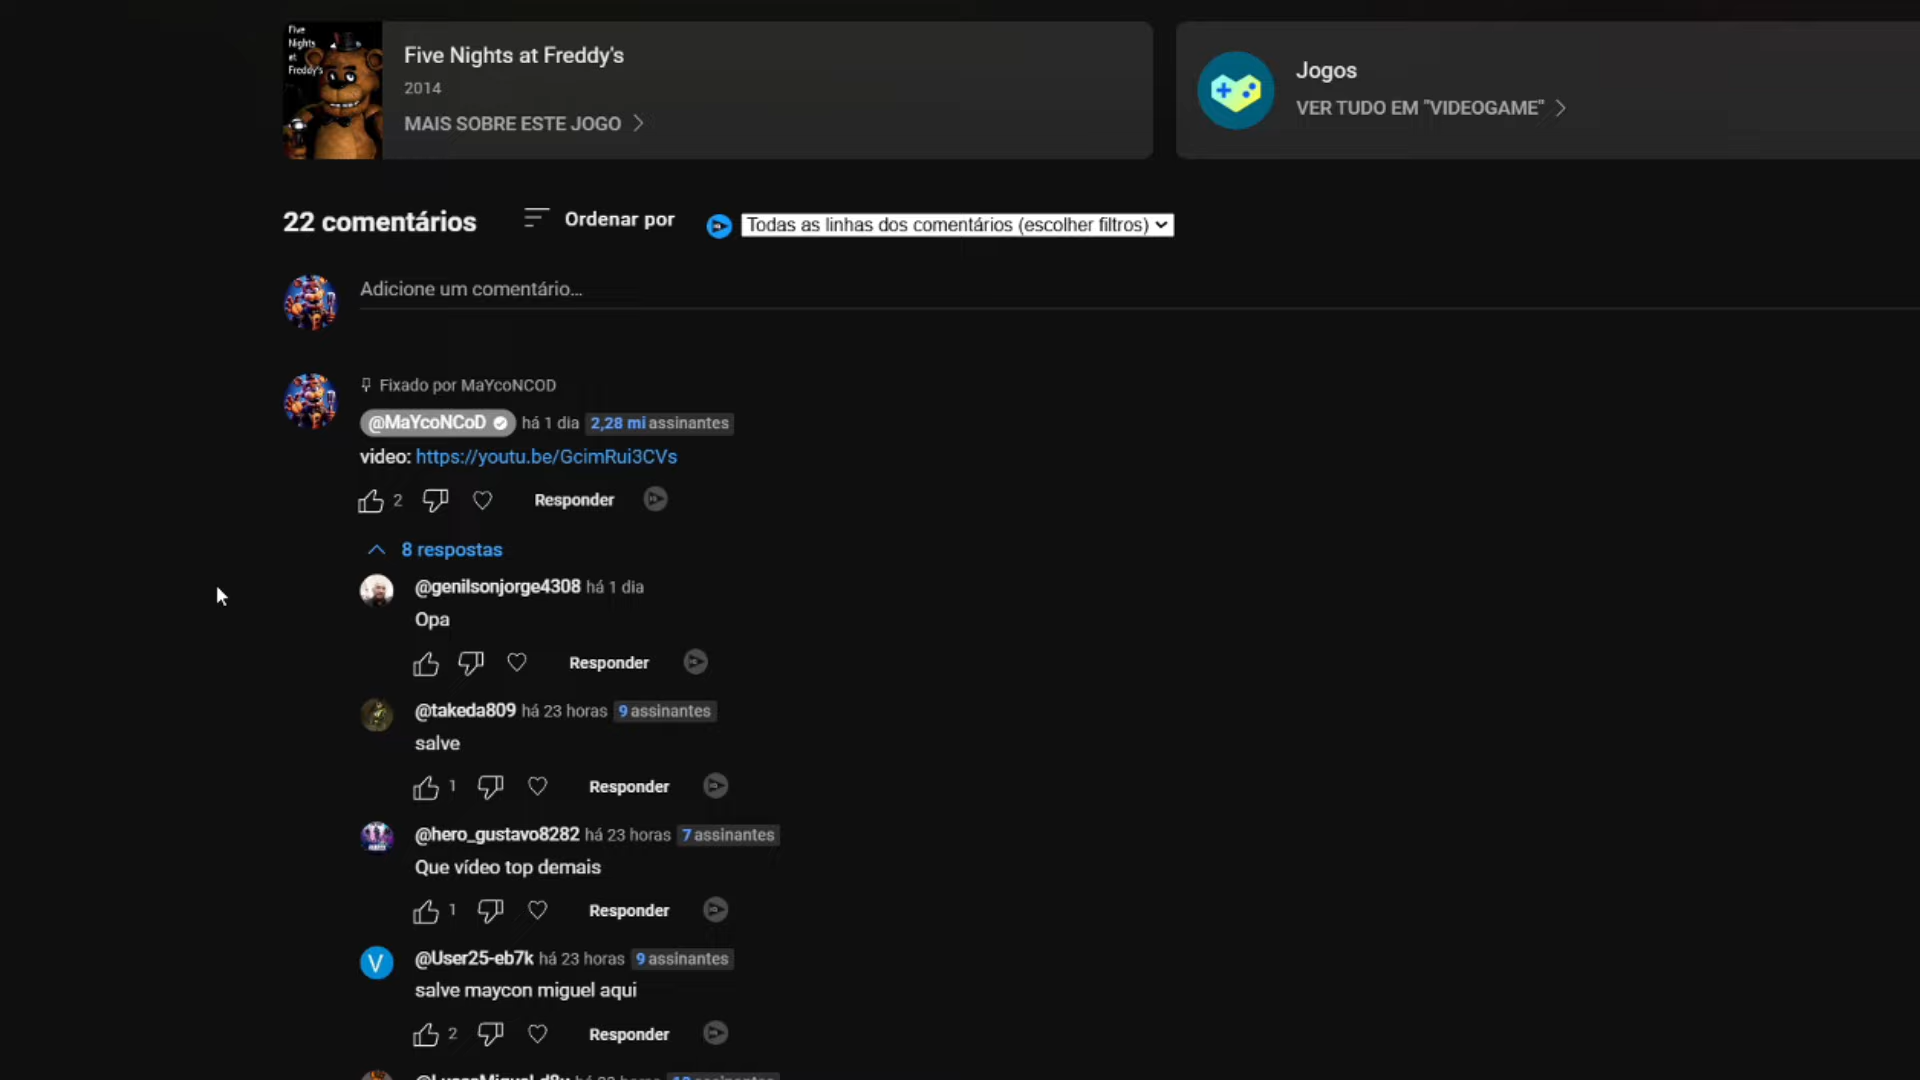 Five
Nights
at
Freddy's
Five Nights at Freddy's
2014
MAIS SOBRE ESTE JOGO
Jogos
VER TUDO EM "VIDEOGAME"
22 comentários
Ordenar por
Todas as linhas dos comentários (escolher filtros)
Adicione um comentário...
Fixado por MaYcoNCOD
@MaYcoNCoD há 1 dia 2,28 mi assinantes
video: https://youtu.be/GcimRui3CVs
2 Responder
8 respostas
@genilsonjorge4308 há 1 dia
Opa
Responder
@takeda809 há 23 horas 9 assinantes
salve
1 Responder
@hero_gustavo8282 há 23 horas 7 assinantes
Que vídeo top demais
1 Responder
V
@User25-eb7k há 23 horas 9 assinantes
salve maycon miguel aqui
2 Responder